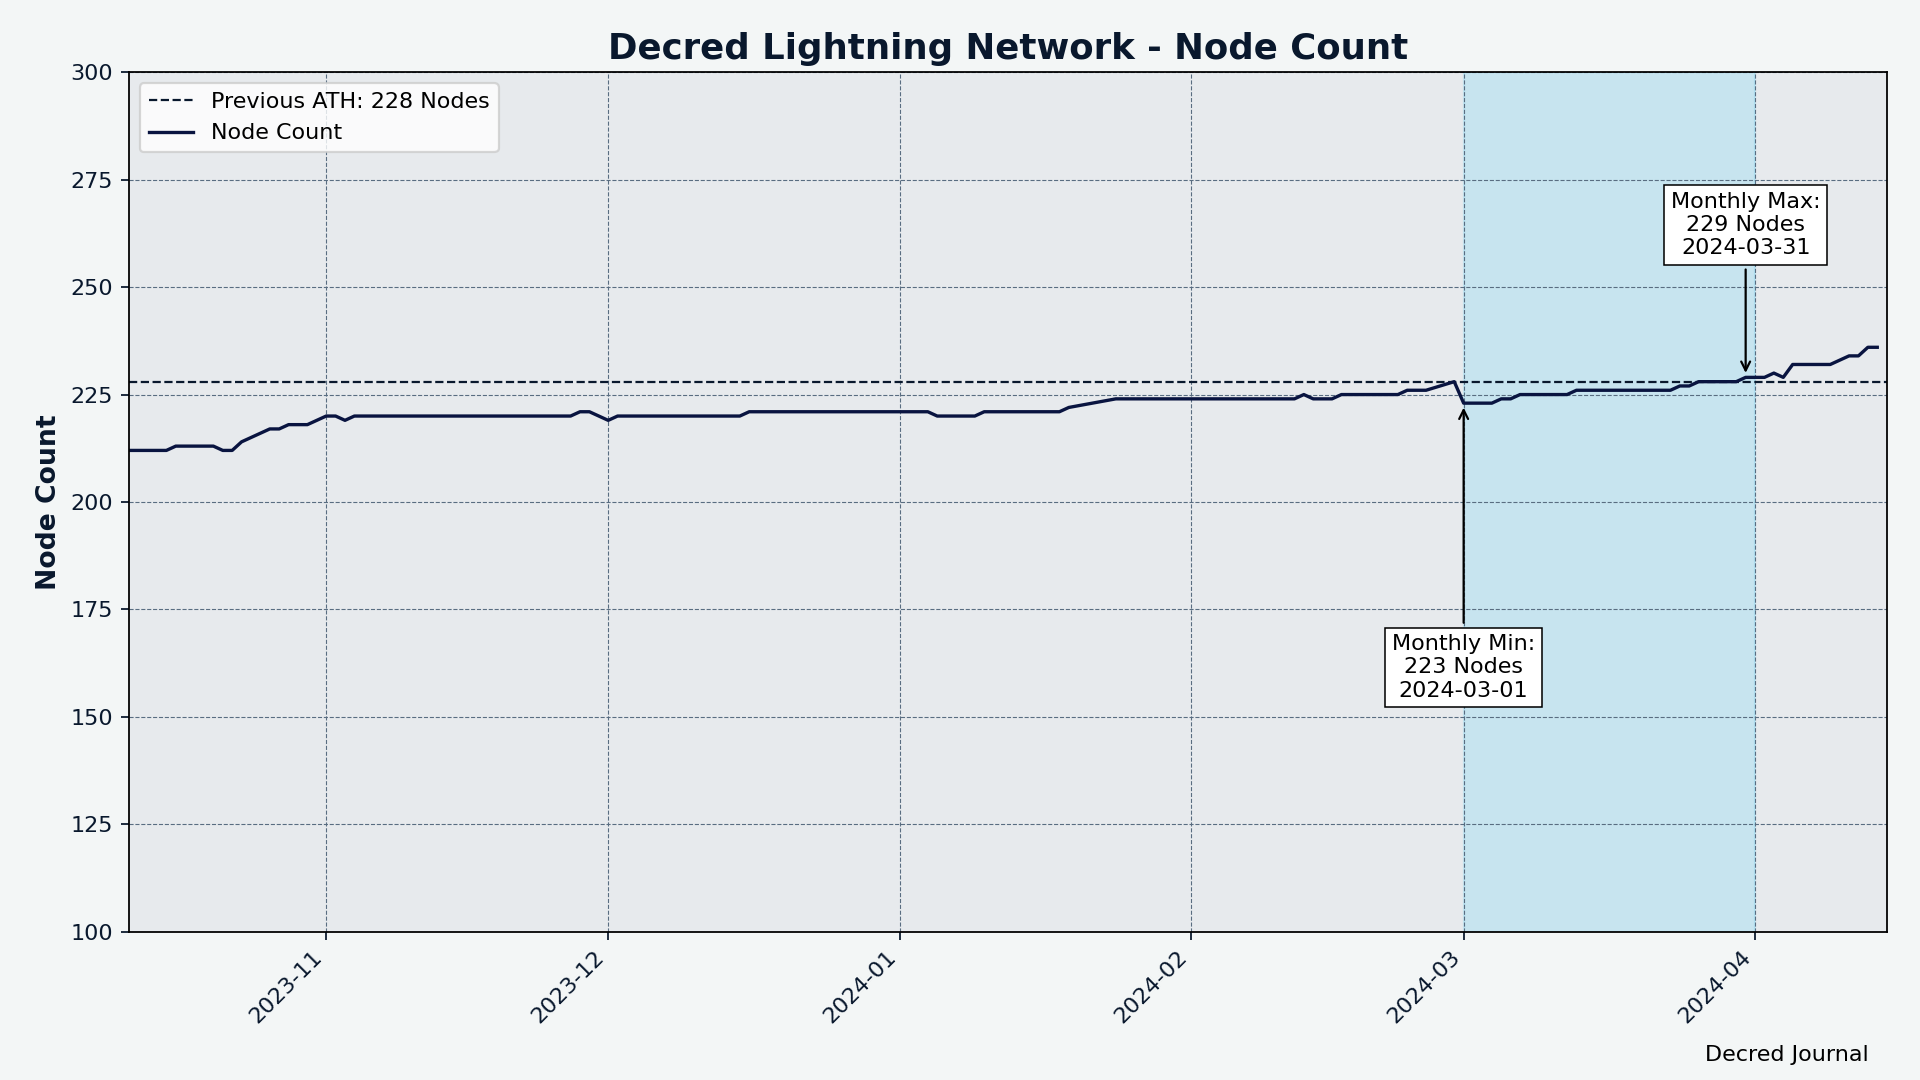 Decred Lightning Network - Node Count
Previous ATH: 228 Nodes
Node Count
Node Count
300
275
250
225
200
175
150
125
100
Monthly Max:
229 Nodes
2024-03-31
Monthly Min:
223 Nodes
2024-03-01
2023-11
2023-12
2024-01
2024-02
2024-03
2024-04
Decred Journal